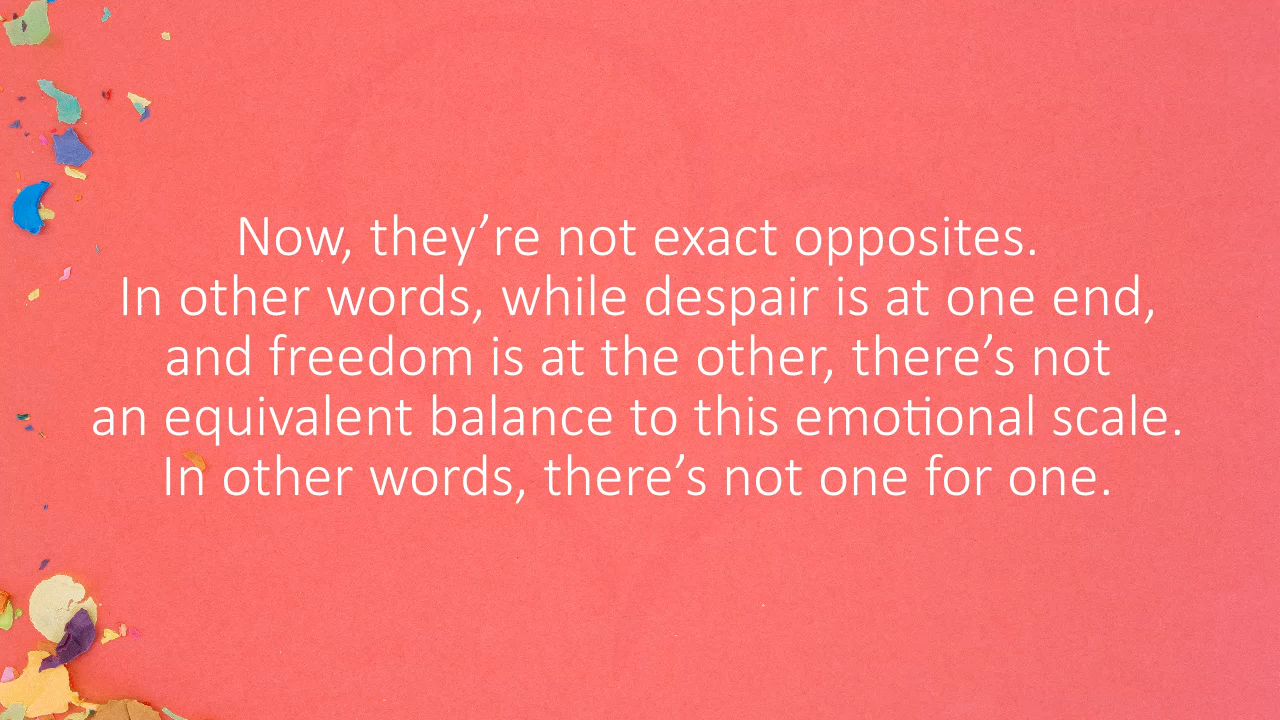 Now, they’re not exact opposites.
In other words, while despair is at one end,
and freedom is at the other, there’s not
an equivalent balance to this emotional scale.
In other words, there’s not one for one.